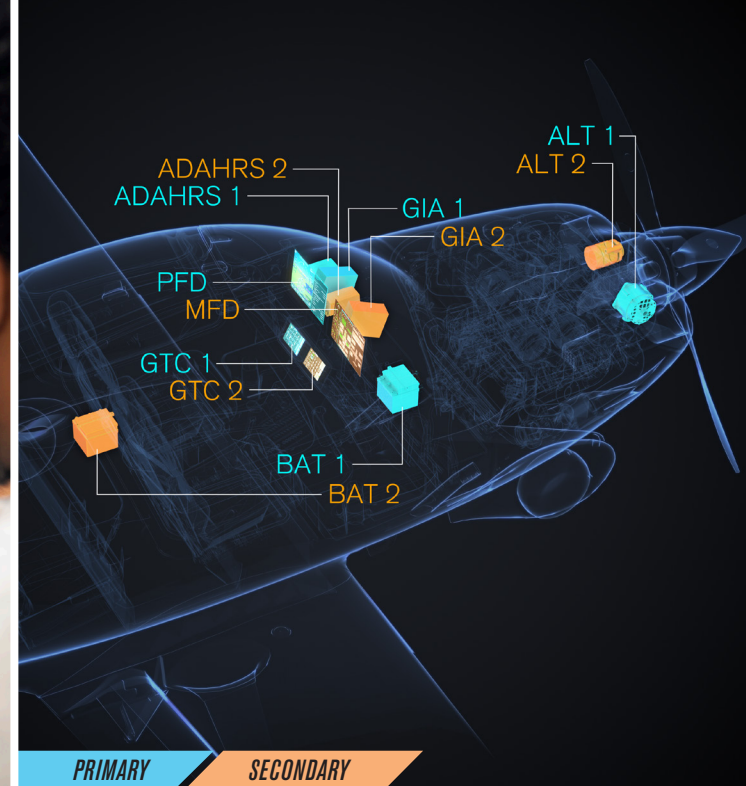 ALT 1
ALT 2
ADAHRS 2
ADAHRS 1
GIA 1
GIA 2
PFD
MFD
GTC 1
GTC 2
BAT 1
BAT 2
PRIMARY
SECONDARY